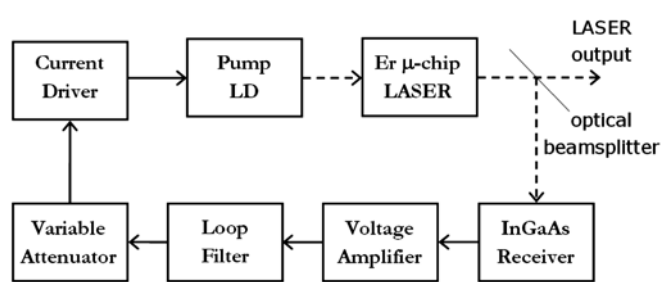 Current
Driver
Pump
LD
Er μ-chip
LASER
LASER
output
optical
beamsplitter
Variable
Attenuator
Loop
Filter
Voltage
Amplifier
InGaAs
Receiver